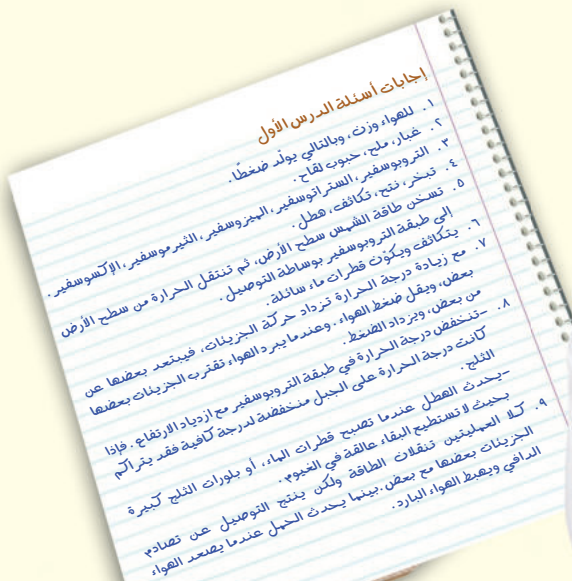 إجابات أسئلة الدرس الأول
١. للهواء وزن، وبالتالي يولد ضغطًا.
٢. غبار، ملح، حبوب لقاح.
٣. التروبوسفير، الستراتوسفير، الميزوسفير، الثيرموسفير، الإكسوسفير.
٤. تبخر، نتح، تكاثف، هطل.
٥. تسخن طاقة الشمس سطح الأرض، ثم تنتقل الحرارة من سطح الأرض
إلى طبقة التروبوسفير بوساطة التوصيل.
٦. يتكاثف ويكون قطرات ماء سائلة.
٧. مع زيادة درجة الحرارة تزداد حركة الجزيئات، فيبتعد بعضها عن
بعض، ويقل ضغط الهواء. وعندما يبرد الهواء تقترب الجزيئات بعضها
من بعض، ويزداد الضغط.
٨. -تنخفض درجة الحرارة في طبقة التروبوسفير مع ازدياد الارتفاع. فإذا
كانت درجة الحرارة على الجبل منخفضة لدرجة كافية فقد يتراكم
الثلج.
-يحدث الهطل عندما تصبح قطرات الماء، أو بلورات الثلج كبيرة
بحيث لا تستطيع البقاء عالقة في الغيوم.
٩. كلا العمليتين تنقلان الطاقة ولكن ينتج التوصيل عن تصادم
الجزيئات بعضها مع بعض. بينما يحدث الحمل عندما يصعد الهواء
الدافي ويهبط الهواء البارد.